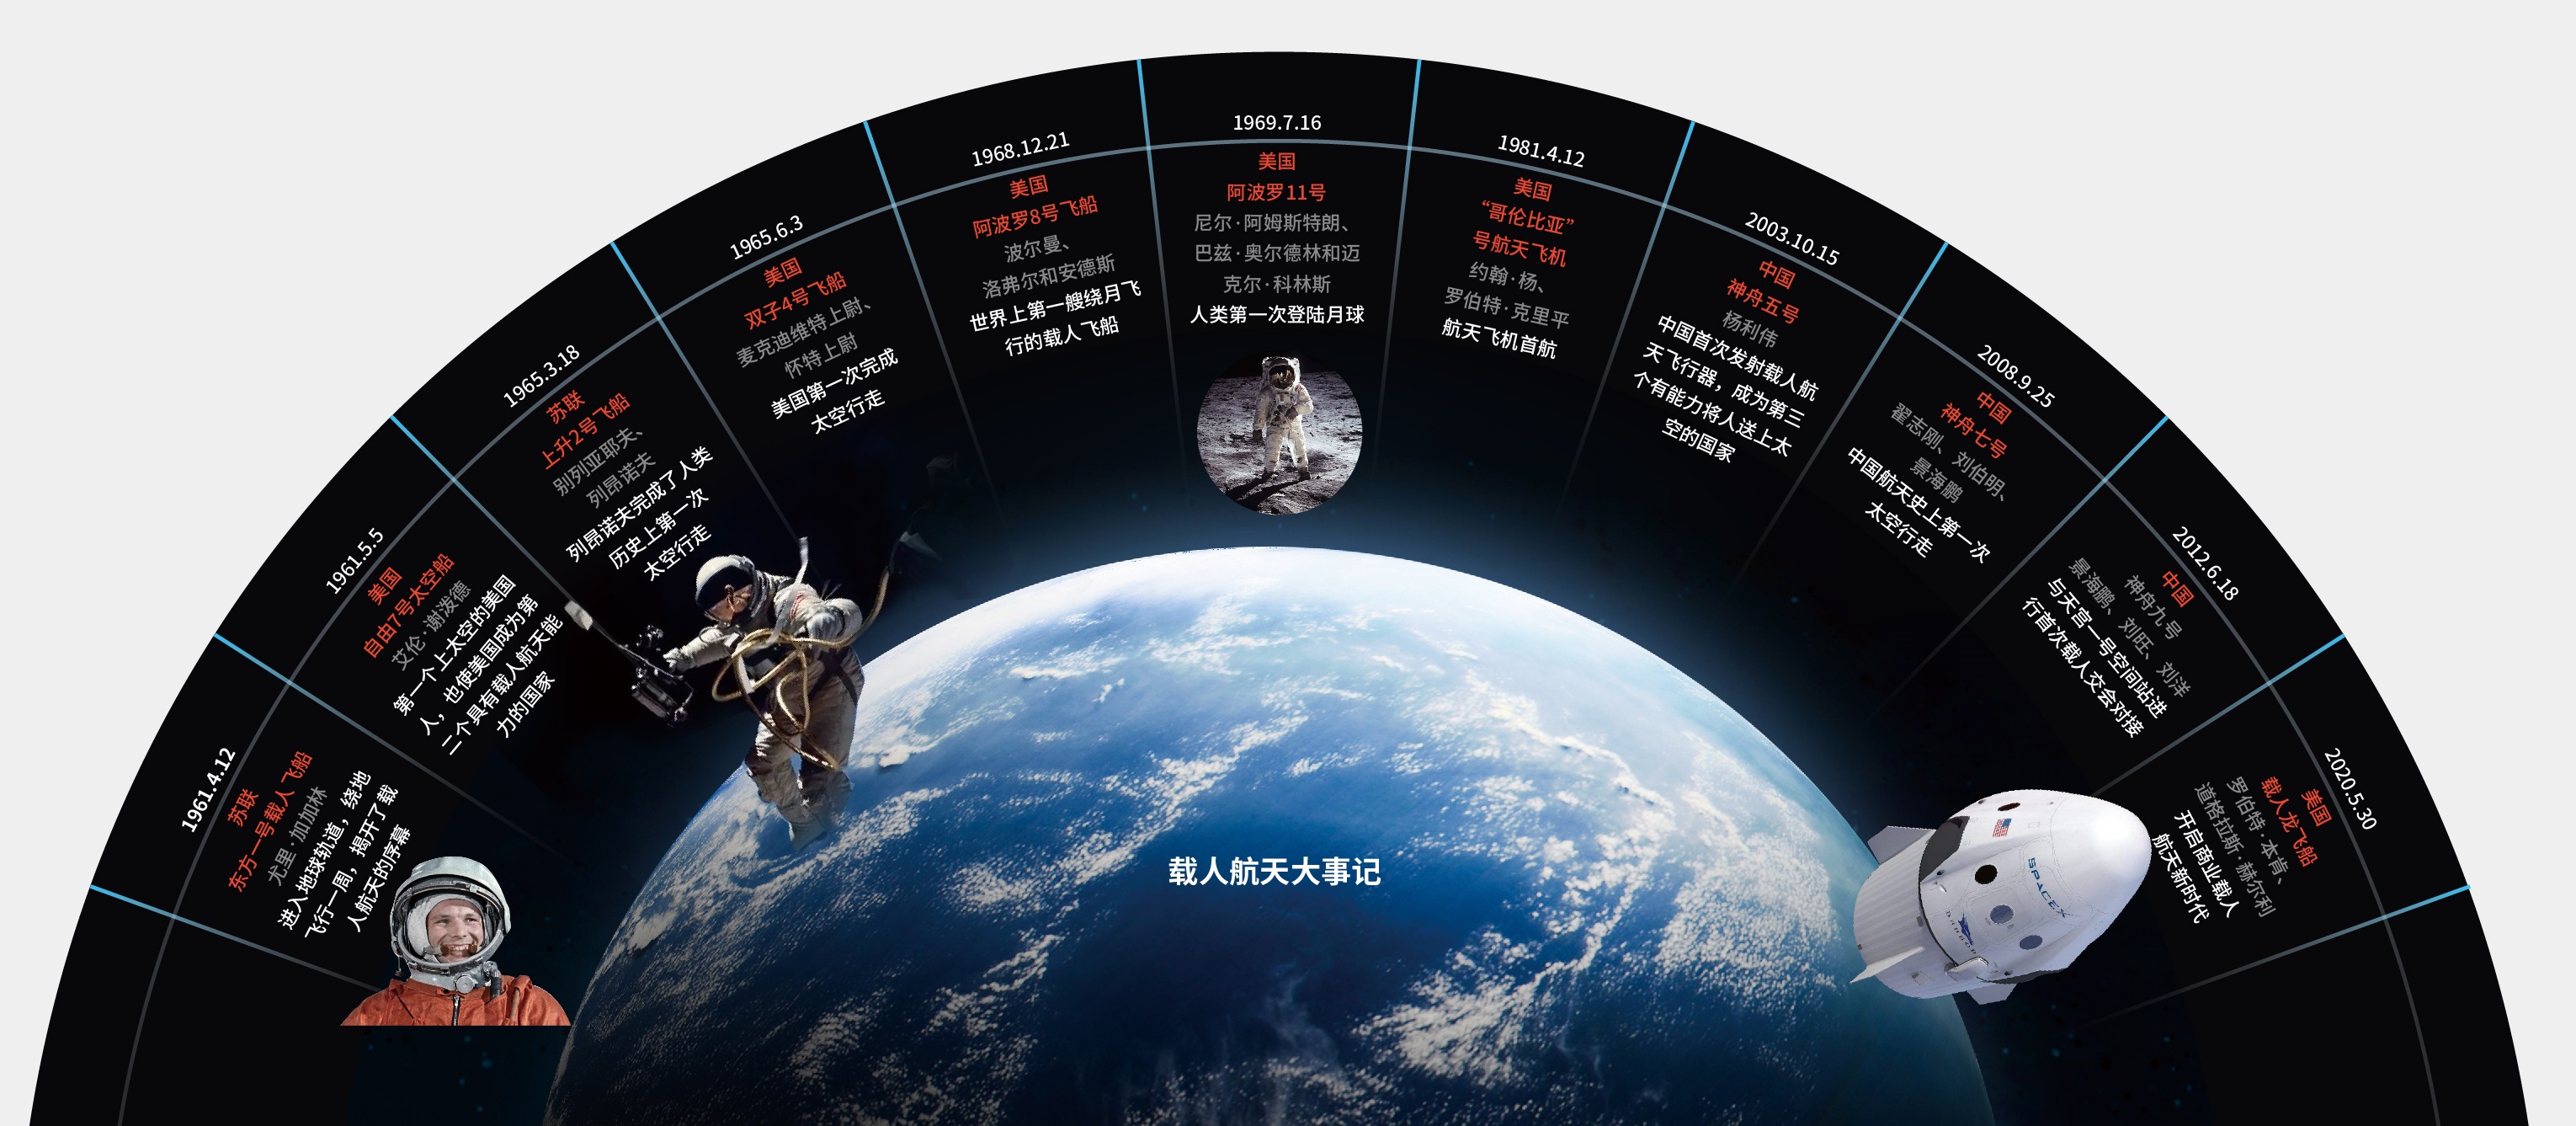 1961.4.12
苏联
东方一号载人飞船
尤里·加加林
进入地球轨道，绕地
飞行一周，揭开了载
人航天的序幕
1961.5.5
美国
自由7号太空船
艾伦·谢泼德
第一个上太空的美国
人，也使美国成为第
二个具有载人航天能
力的国家
1965.3.18
苏联
上升2号飞船
别列亚耶夫、
列昂诺夫
列昂诺夫完成了人类
历史上第一次
太空行走
1965.6.3
美国
双子4号飞船
麦克迪维特上尉、
怀特上尉
美国第一次完成
太空行走
1968.12.21
美国
阿波罗8号飞船
波尔曼、
洛弗尔和安德斯
世界上第一艘绕月飞
行的载人飞船
1969.7.16
美国
阿波罗11号
尼尔·阿姆斯特朗、
巴兹·奥尔德林和迈
克尔·科林斯
人类第一次登陆月球
1981.4.12
美国
“哥伦比亚”
号航天飞机
约翰·杨、
罗伯特·克里平
航天飞机首航
2003.10.15
中国
神舟五号
杨利伟
中国首次发射载人航
天飞行器，成为第三
个有能力将人送上太
空的国家
2008.9.25
中国
神舟七号
翟志刚、刘伯明、
景海鹏
中国航天史上第一次
太空行走
2012.6.18
中国
神舟九号
景海鹏、刘旺、刘洋
与天宫一号空间站进
行首次载人交会对接
2020.5.30
美国
载人龙飞船
罗伯特·本肯、
道格拉斯·赫尔利
开启商业载人
航天新时代
SPACEX
DRAGON
载人航天大事记